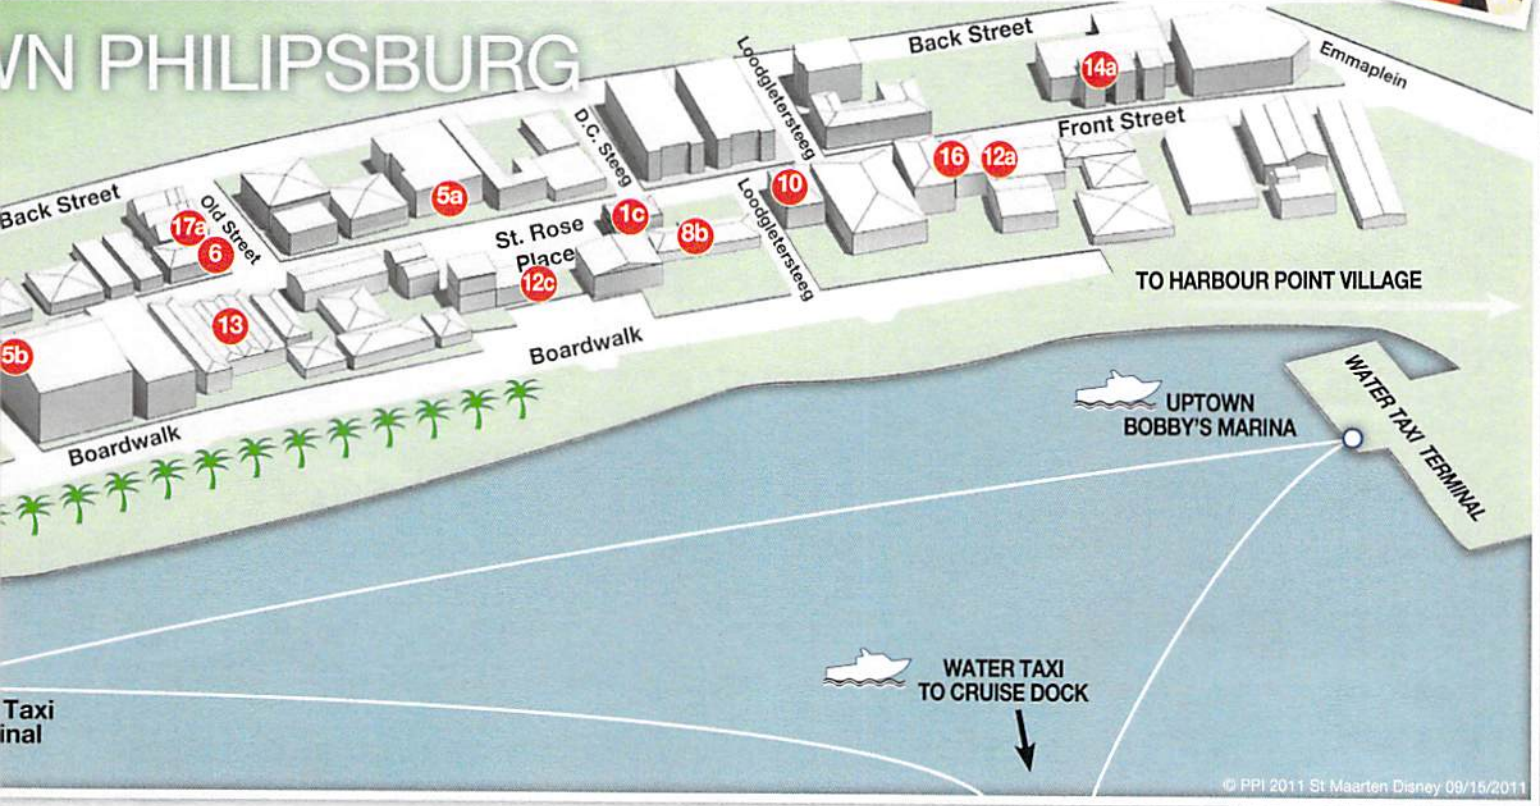 VN PHILIPSBURG
Back Street
Emmaplein
14a
Loodgletersteeg
Front Street
D.C. Steeg
16
12a
10
5a
Back Street
Old Street
17a
6
1c
St. Rose
Place
8b
Loodgletersteeg
12c
TO HARBOUR POINT VILLAGE
13
5b
Boardwalk
Boardwalk
UPTOWN
BOBBY'S MARINA
WATER TAXI TERMINAL
WATER TAXI
TO CRUISE DOCK
Taxi
inal
© PPI 2011 St Maarten Disney 09/15/2011